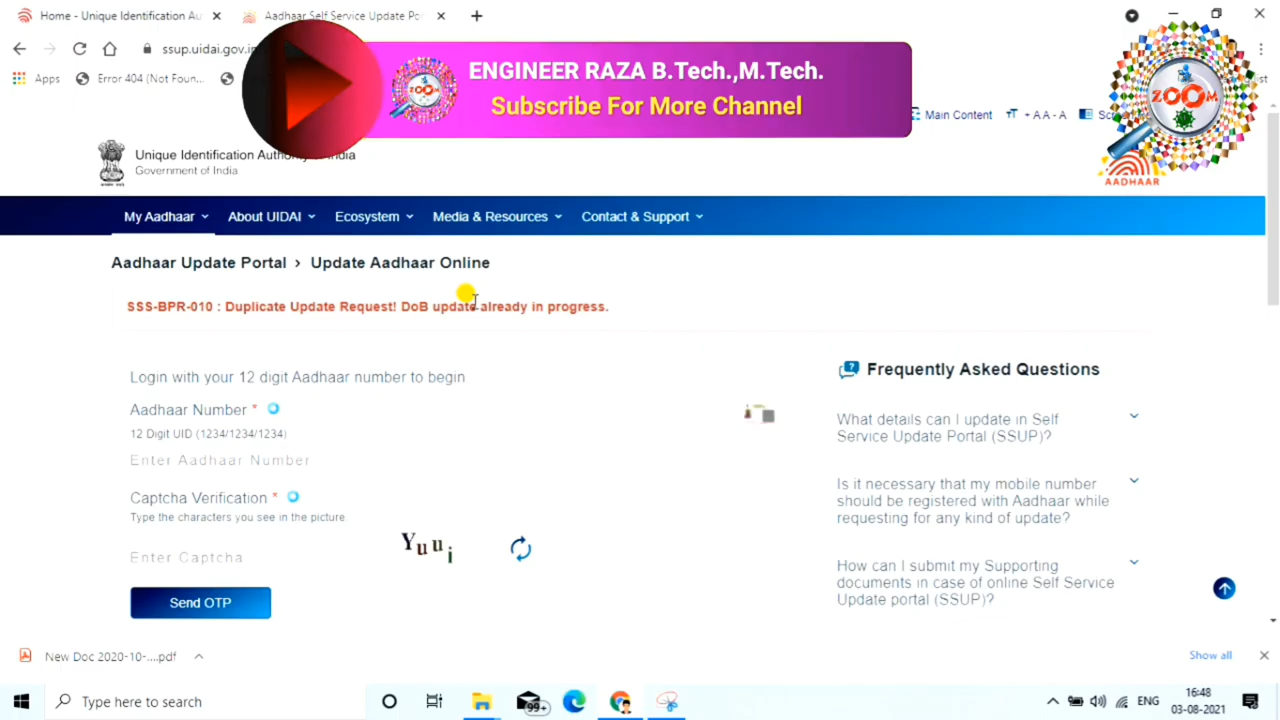 Home - Unique Identification Au
Aadhaar Self Service Update Po
ssup.uidai.gov.in
Apps
Error 404 (Not Foun...
ENGINEER RAZA B.Tech.,M.Tech.
Subscribe For More Channel
ZOOM
Main Content
+ A A - A
AADHAAR
Unique Identification Authority of India
Government of India
My Aadhaar
About UIDAI
Ecosystem
Media & Resources
Contact & Support
Aadhaar Update Portal > Update Aadhaar Online
SSS-BPR-010 : Duplicate Update Request! DoB update already in progress.
Login with your 12 digit Aadhaar number to begin
Aadhaar Number *
12 Digit UID (1234/1234/1234)
Enter Aadhaar Number
Captcha Verification *
Type the characters you see in the picture.
Enter Captcha
Yuui
Send OTP
Frequently Asked Questions
What details can I update in Self
Service Update Portal (SSUP)?
Is it necessary that my mobile number
should be registered with Aadhaar while
requesting for any kind of update?
How can I submit my Supporting
documents in case of online Self Service
Update portal (SSUP)?
New Doc 2020-10-....pdf
Show all
Type here to search
99+
ENG
16:48
03-08-2021